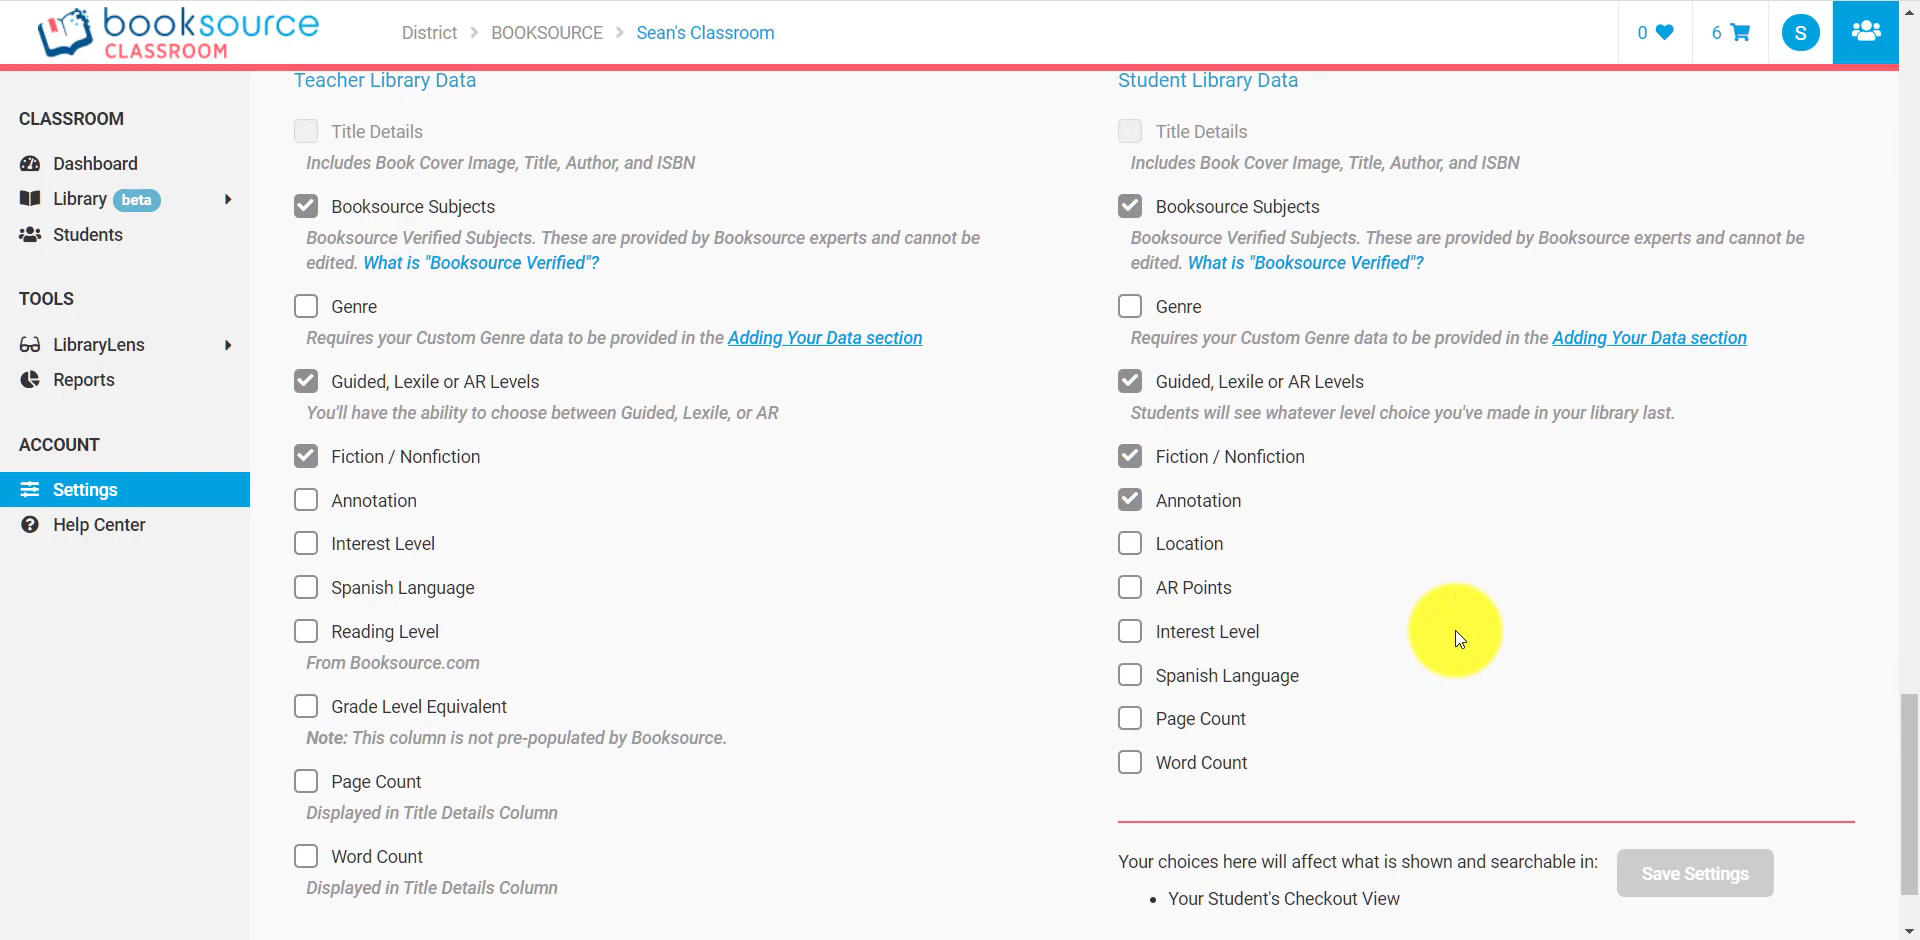 booksource
CLASSROOM
District > BOOKSOURCE > Sean's Classroom
0
6
S
CLASSROOM
Dashboard
Library beta
Students
TOOLS
LibraryLens
Reports
ACCOUNT
Settings
Help Center
Teacher Library Data
Title Details
Includes Book Cover Image, Title, Author, and ISBN
Booksource Subjects
Booksource Verified Subjects. These are provided by Booksource experts and cannot be
edited. What is "Booksource Verified"?
Genre
Requires your Custom Genre data to be provided in the Adding Your Data section
Guided, Lexile or AR Levels
You'll have the ability to choose between Guided, Lexile, or AR
Fiction / Nonfiction
Annotation
Interest Level
Spanish Language
Reading Level
From Booksource.com
Grade Level Equivalent
Note: This column is not pre-populated by Booksource.
Page Count
Displayed in Title Details Column
Word Count
Displayed in Title Details Column
Student Library Data
Title Details
Includes Book Cover Image, Title, Author, and ISBN
Booksource Subjects
Booksource Verified Subjects. These are provided by Booksource experts and cannot be
edited. What is "Booksource Verified"?
Genre
Requires your Custom Genre data to be provided in the Adding Your Data section
Guided, Lexile or AR Levels
Students will see whatever level choice you've made in your library last.
Fiction / Nonfiction
Annotation
Location
AR Points
Interest Level
Spanish Language
Page Count
Word Count
Your choices here will affect what is shown and searchable in:
• Your Student's Checkout View
Save Settings